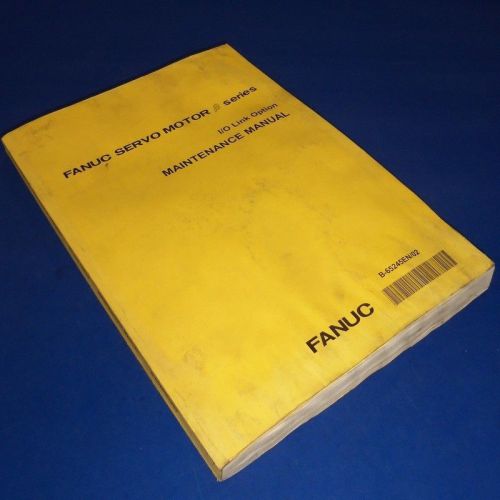 FANUC SERVO MOTOR β series
I/O Link Option
MAINTENANCE MANUAL
B-65245EN/02
FANUC